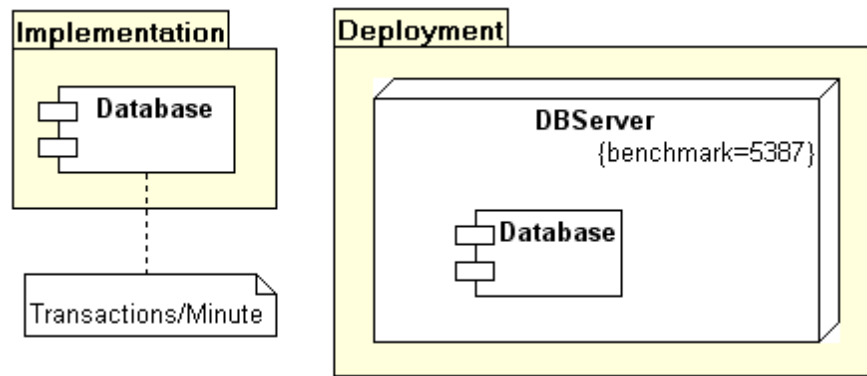 Implementation
Database
Transactions/Minute
Deployment
DBServer
{benchmark=5387}
Database